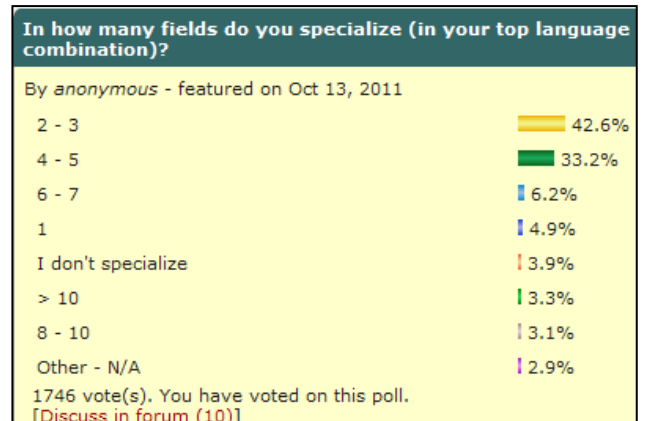 In how many fields do you specialize (in your top language
combination)?
By anonymous - featured on Oct 13, 2011
2 - 3 42.6%
4 - 5 33.2%
6 - 7 6.2%
1 4.9%
I don't specialize 3.9%
> 10 3.3%
8 - 10 3.1%
Other - N/A 2.9%
1746 vote(s). You have voted on this poll.
[Discuss in forum (10)]